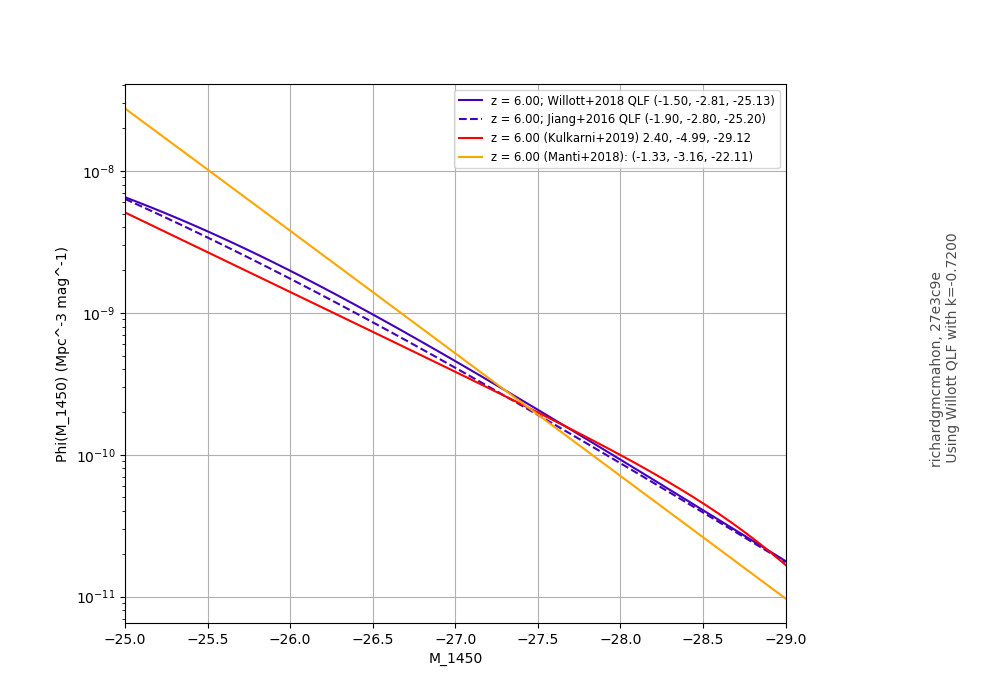 z = 6.00; Willott+2018 QLF (-1.50, -2.81, -25.13)
z = 6.00; Jiang+2016 QLF (-1.90, -2.80, -25.20)
z = 6.00 (Kulkarni+2019) 2.40, -4.99, -29.12
z = 6.00 (Manti+2018): (-1.33, -3.16, -22.11)
Phi(M_1450) (Mpc^-3 mag^-1)
10⁻⁸
10⁻⁹
10⁻¹⁰
10⁻¹¹
−25.0 −25.5 −26.0 −26.5 −27.0 −27.5 −28.0 −28.5 −29.0
M_1450
richardgmcmahon, 27e3c9e
Using Willott QLF with k=-0.7200